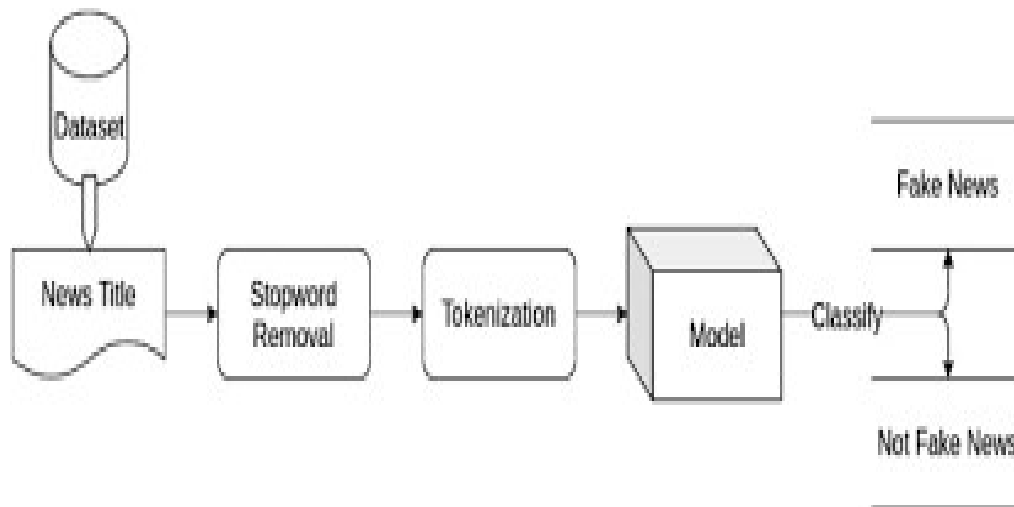 Dataset
News Title
Stopword
Removal
Tokenization
Model
Classify
Fake News
Not Fake News